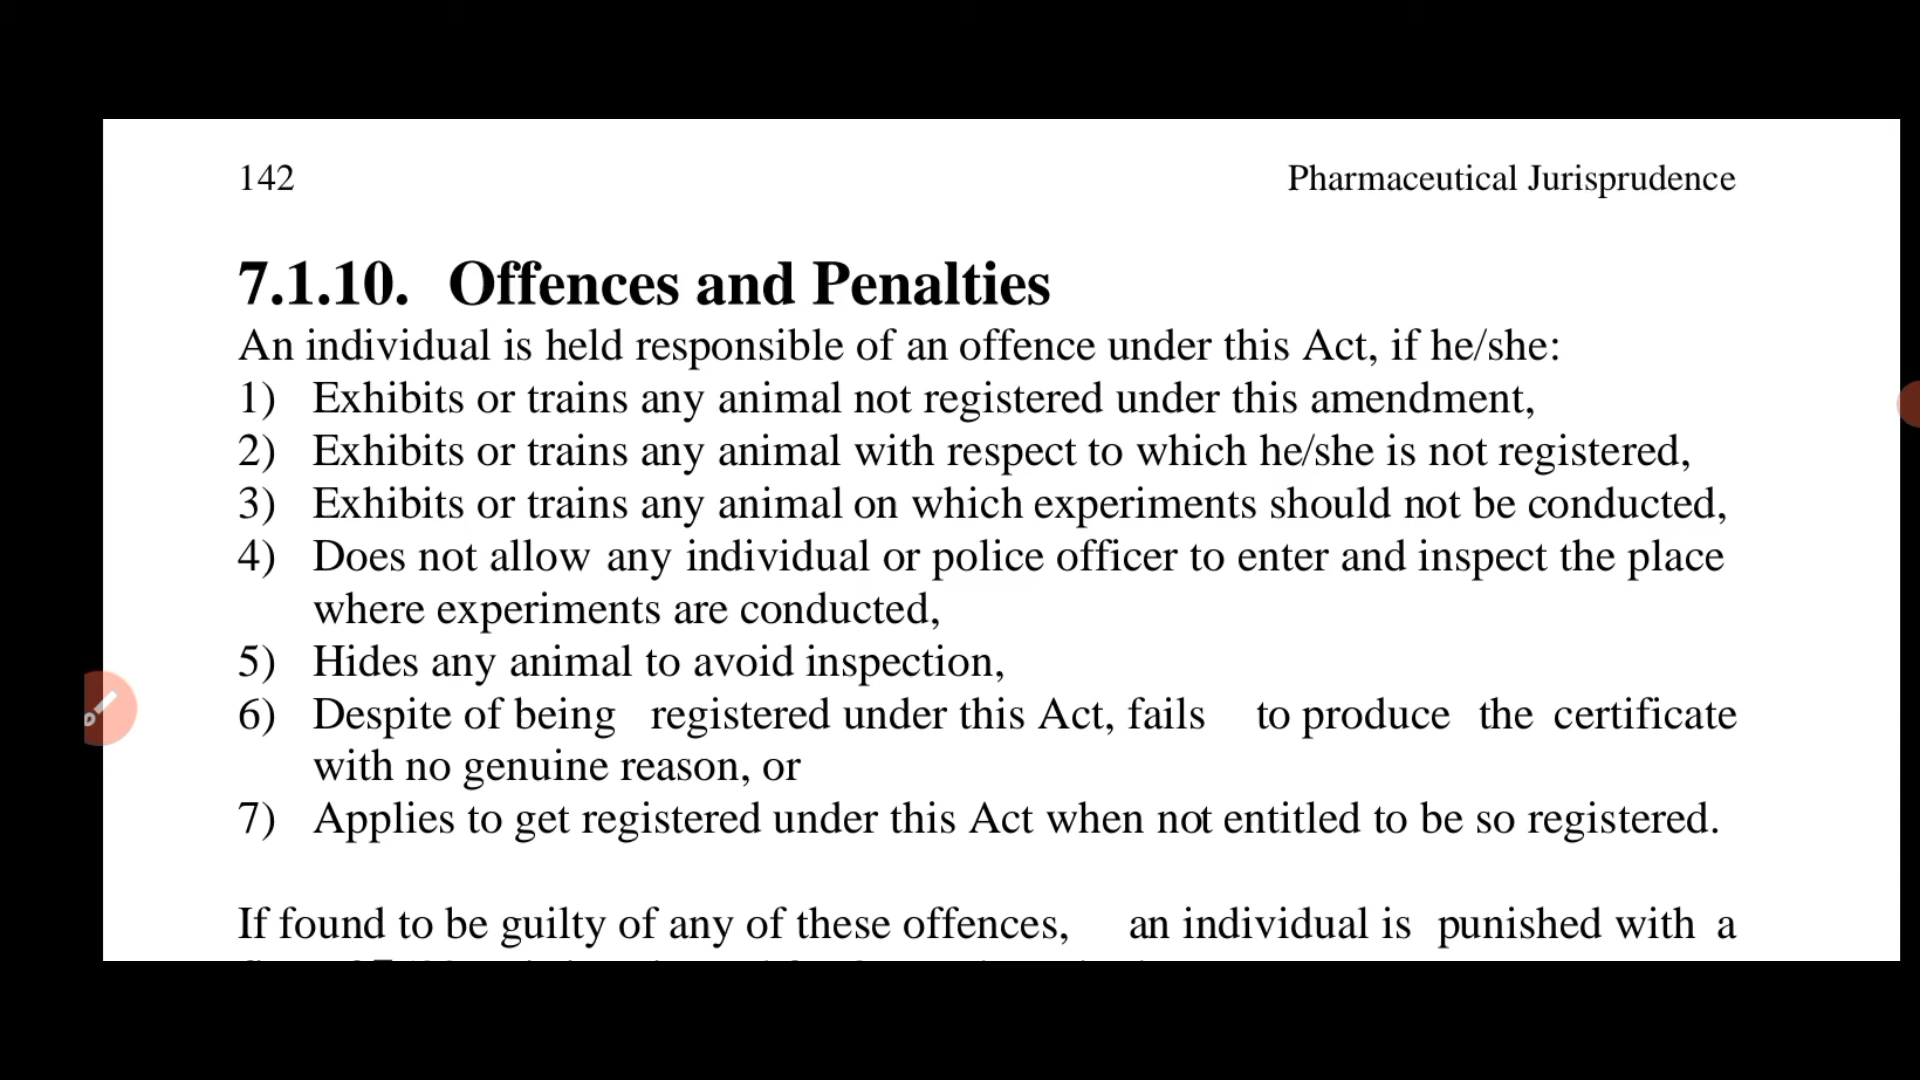 142 Pharmaceutical Jurisprudence
7.1.10. Offences and Penalties
An individual is held responsible of an offence under this Act, if he/she:
1) Exhibits or trains any animal not registered under this amendment,
2) Exhibits or trains any animal with respect to which he/she is not registered,
3) Exhibits or trains any animal on which experiments should not be conducted,
4) Does not allow any individual or police officer to enter and inspect the place
where experiments are conducted,
5) Hides any animal to avoid inspection,
6) Despite of being registered under this Act, fails to produce the certificate
with no genuine reason, or
7) Applies to get registered under this Act when not entitled to be so registered.
If found to be guilty of any of these offences, an individual is punished with a